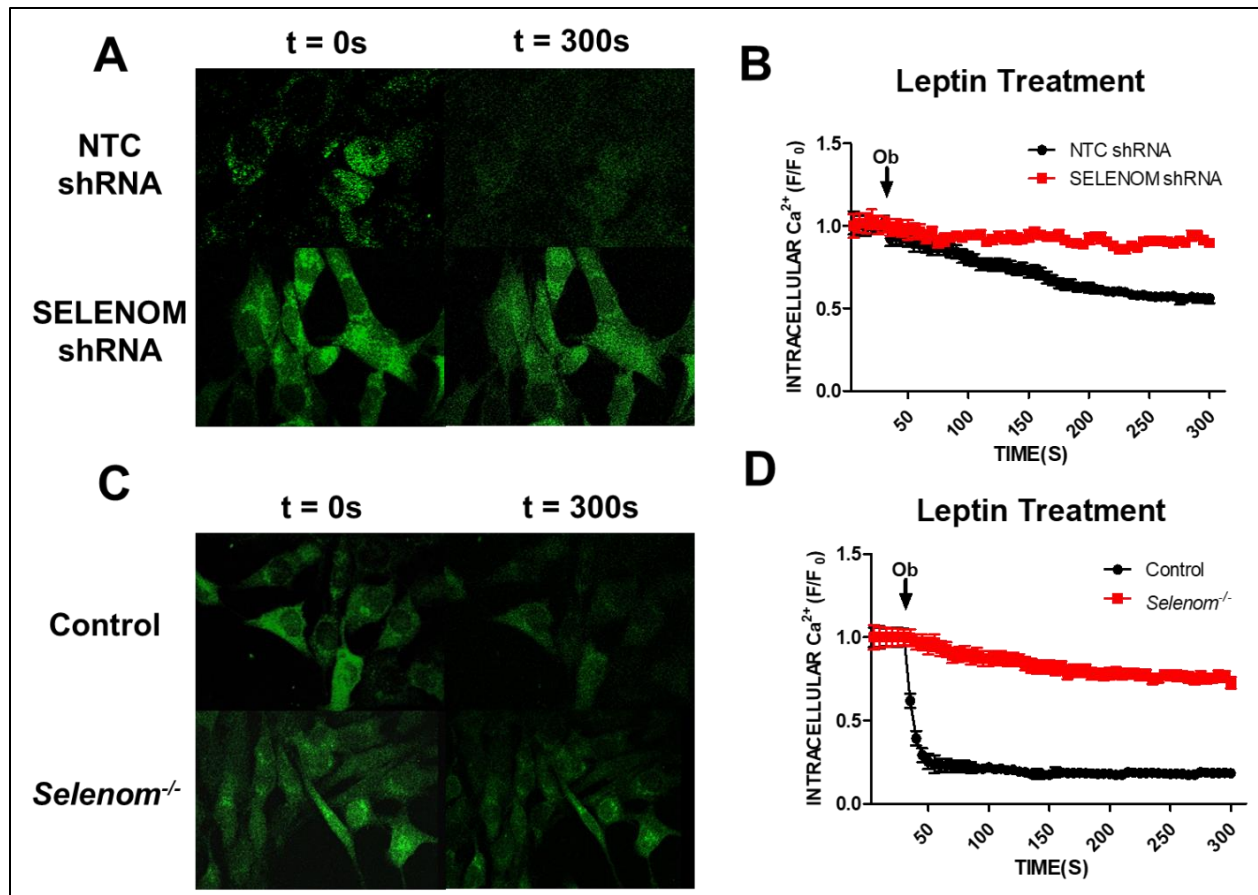 A
t = 0s
t = 300s
NTC
shRNA
SELENOM
shRNA
B
Leptin Treatment
NTC shRNA
SELENOM shRNA
Ob
INTRACELLULAR Ca²⁺ (F/F ₀)
1.5
1.0
0.5
0.0
50
100
150
200
250
300
TIME(S)
C
t = 0s
t = 300s
Control
Selenom⁻/⁻
D
Leptin Treatment
Control
Selenom⁻/⁻
Ob
INTRACELLULAR Ca²⁺ (F/F ₀)
1.5
1.0
0.5
0.0
50
100
150
200
250
300
TIME(S)